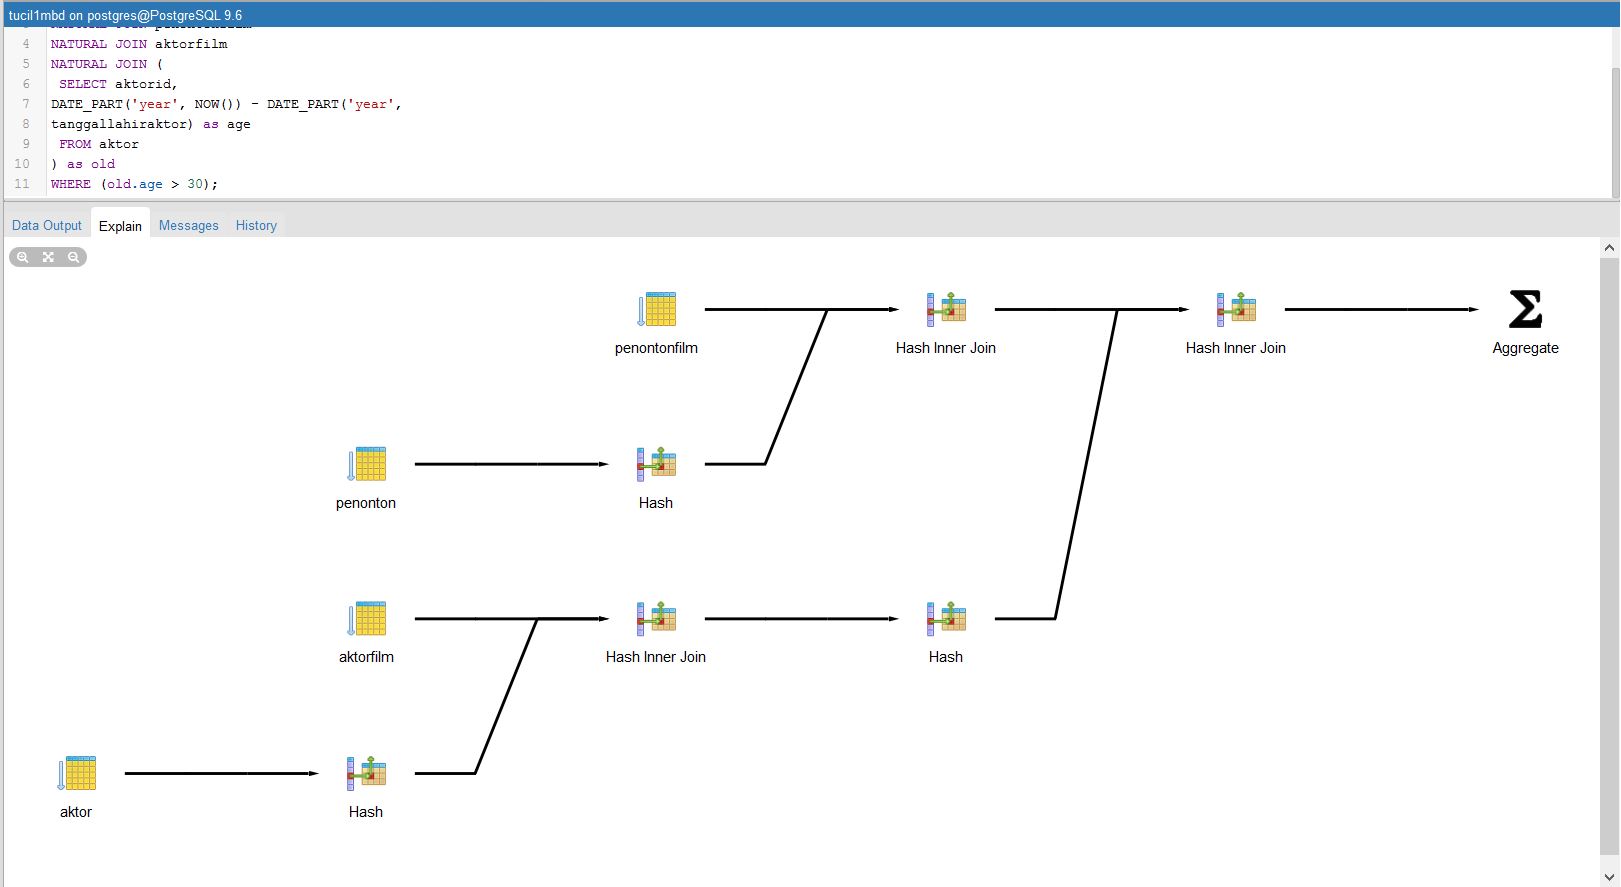 tucil1mbd on postgres@PostgreSQL 9.6
4 NATURAL JOIN aktorfilm
5 NATURAL JOIN (
6 SELECT aktorid,
7 DATE_PART('year', NOW()) - DATE_PART('year',
8 tanggallahiraktor) as age
9 FROM aktor
10 ) as old
11 WHERE (old.age > 30);
Data Output Explain Messages History
penontonfilm Hash Inner Join Hash Inner Join Aggregate
penonton Hash
aktorfilm Hash Inner Join Hash
aktor Hash